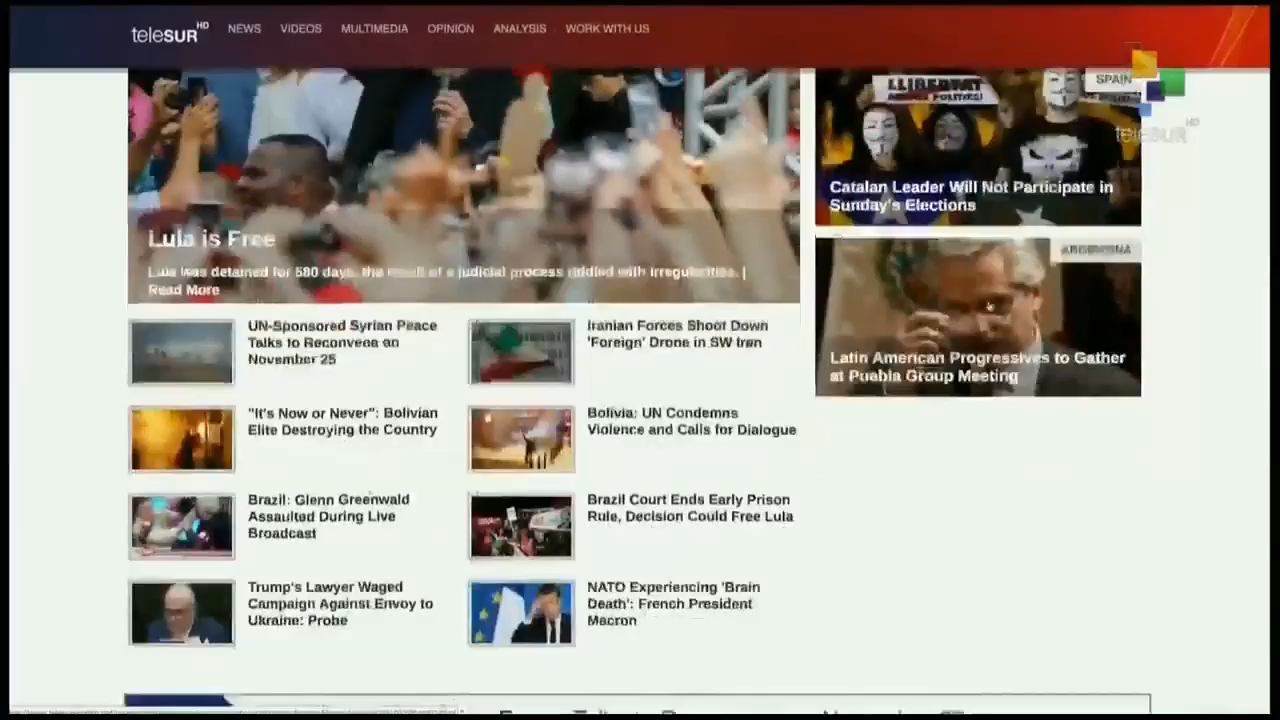 teleSUR HD
NEWS
VIDEOS
MULTIMEDIA
OPINION
ANALYSIS
WORK WITH US
Lula is Free
Lula was detained for 580 days, the result of a judicial process riddled with irregularities. |
Read More
UN-Sponsored Syrian Peace
Talks to Reconvene on
November 25
Iranian Forces Shoot Down
'Foreign' Drone in SW Iran
"It's Now or Never": Bolivian
Elite Destroying the Country
Bolivia: UN Condemns
Violence and Calls for Dialogue
Brazil: Glenn Greenwald
Assaulted During Live
Broadcast
Brazil Court Ends Early Prison
Rule, Decision Could Free Lula
Trump's Lawyer Waged
Campaign Against Envoy to
Ukraine: Probe
NATO Experiencing 'Brain
Death': French President
Macron
SPAIN
LLIBERTAT
Catalan Leader Will Not Participate in
Sunday's Elections
teleSUR HD
ARGENTINA
Latin American Progressives to Gather
at Puebla Group Meeting